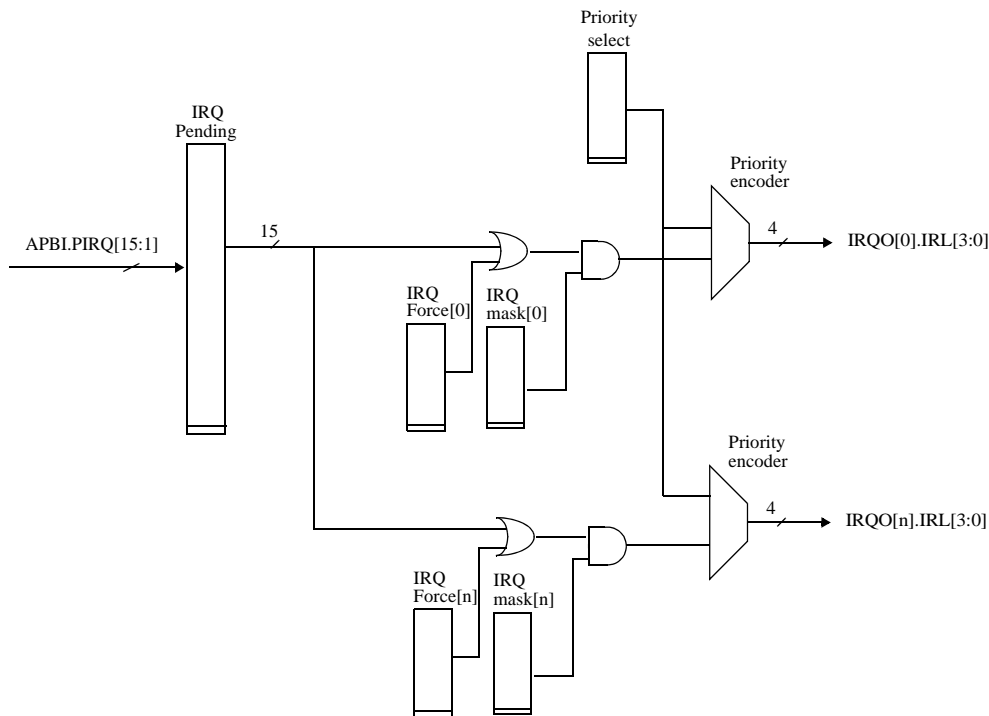 Priority
select
IRQ
Pending
Priority
encoder
APBI.PIRQ[15:1]
15
4
IRQO[0].IRL[3:0]
IRQ
Force[0]
IRQ
mask[0]
Priority
encoder
4
IRQO[n].IRL[3:0]
IRQ
Force[n]
IRQ
mask[n]